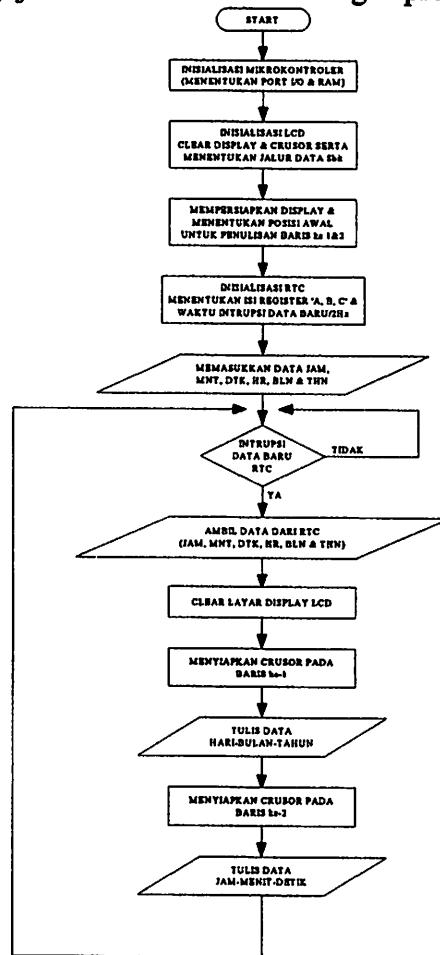 START
INISIALISASI MIKROKONTROLER
(MENENTUKAN PORT I/O & RAM)
INISIALISASI LCD
CLEAR DISPLAY & CRUSOR SERTA
MENENTUKAN JALUR DATA 8bit
MEMPERSIAPKAN DISPLAY &
MENENTUKAN POSISI AWAL
UNTUK PENULISAN BARIS ke 1&2
INISIALISASI RTC
MENENTUKAN ISI REGISTER 'A, B, C' &
WAKTU INTRUPSI DATA BARU/2Hz
MEMASUKKAN DATA JAM,
MNT, DTK, HR, BLN & THN
INTRUPSI
DATA BARU
RTC
TIDAK
YA
AMBIL DATA DARI RTC
(JAM, MNT, DTK, HR, BLN & THN)
CLEAR LAYAR DISPLAY LCD
MENYIAPKAN CRUSOR PADA
BARIS ke-1
TULIS DATA
HARI-BULAN-TAHUN
MENYIAPKAN CRUSOR PADA
BARIS ke-2
TULIS DATA
JAM-MENIT-DETIK